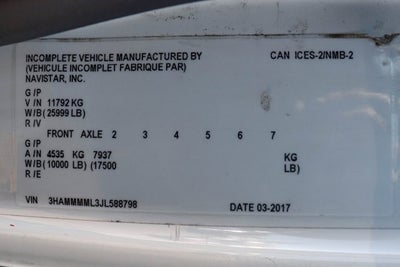 INCOMPLETE VEHICLE MANUFACTURED BY CAN ICES-2/NMB-2
(VEHICULE INCOMPLET FABRIQUE PAR)
NAVISTAR, INC.
G /P
V / N 11792 KG
W/B( 25999 LB)
R /V
FRONT AXLE 2 3 4 5 6 7
G /P
A / N 4535 KG 7937 KG
W/B( 10000 LB) (17500 LB)
R /E
VIN 3HAMMMML3JL588798 DATE 03-2017